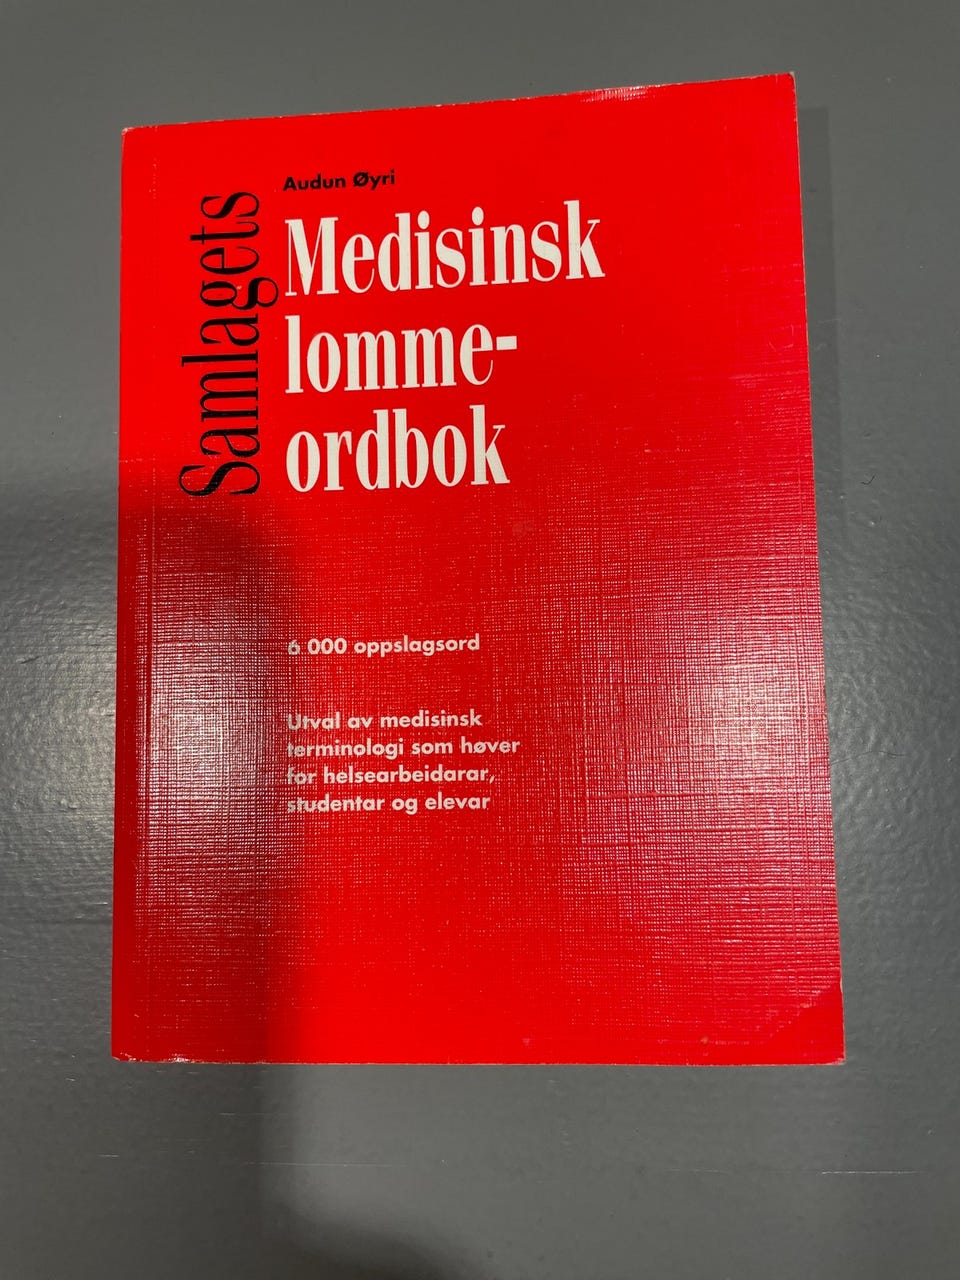 Samlagets
Audun Øyri
Medisinsk
lomme-
ordbok
6 000 oppslagsord
Utval av medisinsk
terminologi som høver
for helsearbeidarar,
studentar og elevar